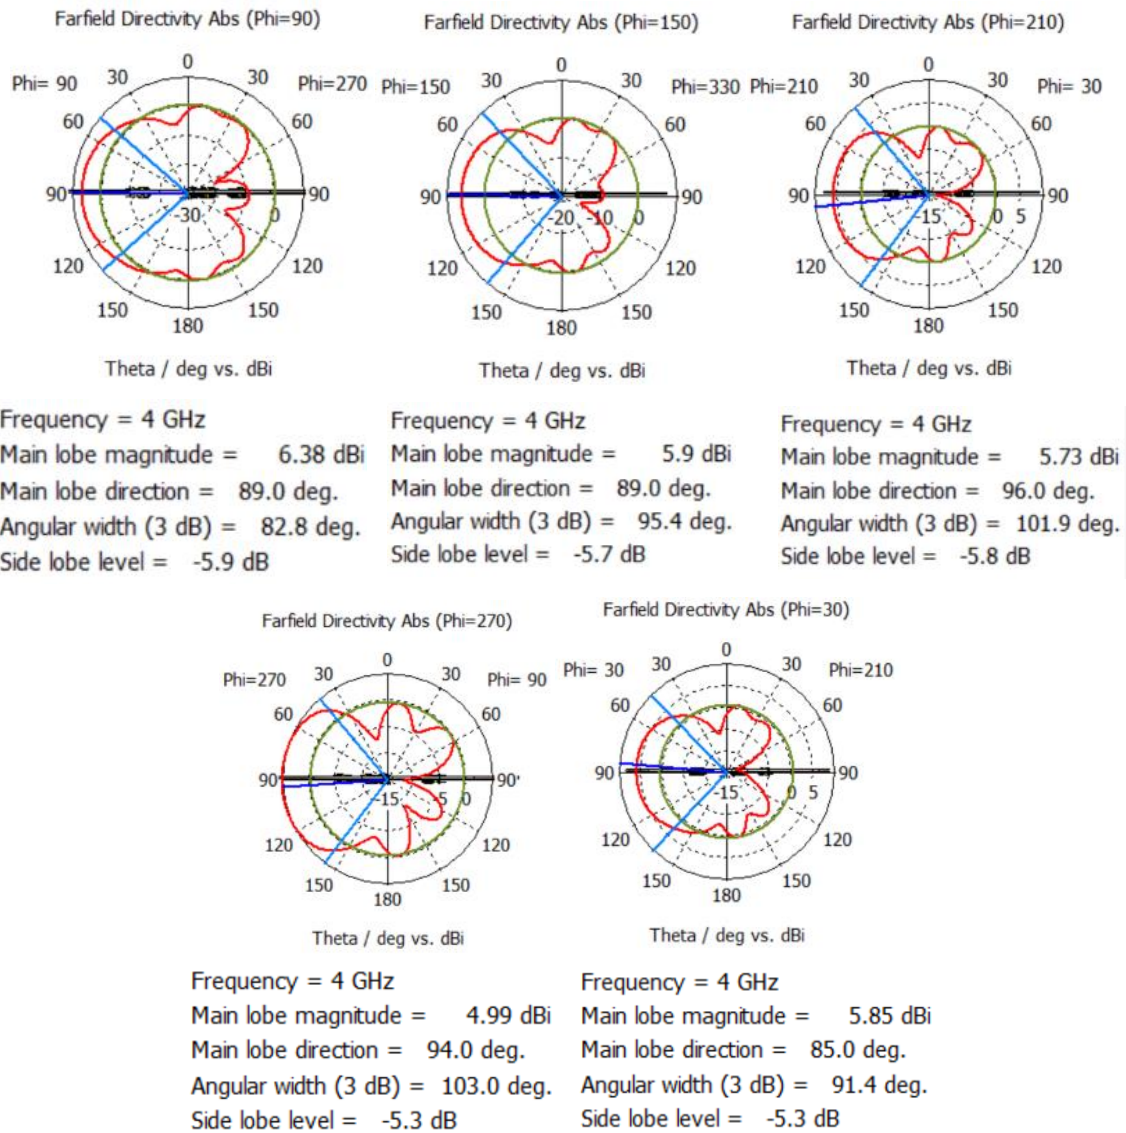 Farfield Directivity Abs (Phi=90)
Phi= 90 30 0 30 Phi=270
60 60
90 90
30 0
120 120
150 150
180
Theta / deg vs. dBi
Frequency = 4 GHz
Main lobe magnitude = 6.38 dBi
Main lobe direction = 89.0 deg.
Angular width (3 dB) = 82.8 deg.
Side lobe level = -5.9 dB
Farfield Directivity Abs (Phi=150)
Phi=150 30 0 30 Phi=330
60 60
90 90
-20 -10 0
120 120
150 150
180
Theta / deg vs. dBi
Frequency = 4 GHz
Main lobe magnitude = 5.9 dBi
Main lobe direction = 89.0 deg.
Angular width (3 dB) = 95.4 deg.
Side lobe level = -5.7 dB
Farfield Directivity Abs (Phi=210)
Phi=210 30 0 30 Phi= 30
60 60
90 90
-15 0 5
120 120
150 150
180
Theta / deg vs. dBi
Frequency = 4 GHz
Main lobe magnitude = 5.73 dBi
Main lobe direction = 96.0 deg.
Angular width (3 dB) = 101.9 deg.
Side lobe level = -5.8 dB
Farfield Directivity Abs (Phi=270)
Phi=270 30 0 30 Phi= 90
60 60
90 90
-15 -5 0
120 120
150 150
180
Theta / deg vs. dBi
Frequency = 4 GHz
Main lobe magnitude = 4.99 dBi
Main lobe direction = 94.0 deg.
Angular width (3 dB) = 103.0 deg.
Side lobe level = -5.3 dB
Farfield Directivity Abs (Phi=30)
Phi= 30 30 0 30 Phi=210
60 60
90 90
-15 0 5
120 120
150 150
180
Theta / deg vs. dBi
Frequency = 4 GHz
Main lobe magnitude = 5.85 dBi
Main lobe direction = 85.0 deg.
Angular width (3 dB) = 91.4 deg.
Side lobe level = -5.3 dB